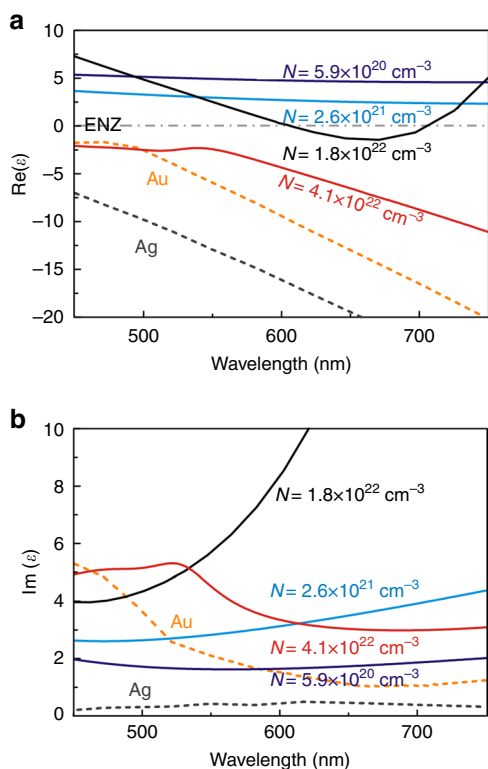 a
10
N = 5.9×10²⁰ cm⁻³
5
N = 2.6×10²¹ cm⁻³
ENZ
0
N = 1.8×10²² cm⁻³
Re(ε)
−5
Au
N = 4.1×10²² cm⁻³
−10
Ag
−15
−20
500
600
700
Wavelength (nm)
b
10
8
N = 1.8×10²² cm⁻³
6
Im (ε)
N = 2.6×10²¹ cm⁻³
4
Au
N = 4.1×10²² cm⁻³
2
N = 5.9×10²⁰ cm⁻³
Ag
0
500
600
700
Wavelength (nm)